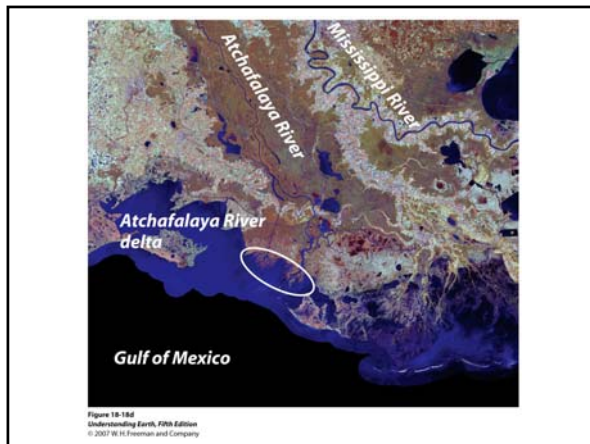 Mississippi River
Atchafalaya River
Atchafalaya River
delta
Gulf of Mexico
Figure 18-18d
Understanding Earth, Fifth Edition
© 2007 W. H. Freeman and Company